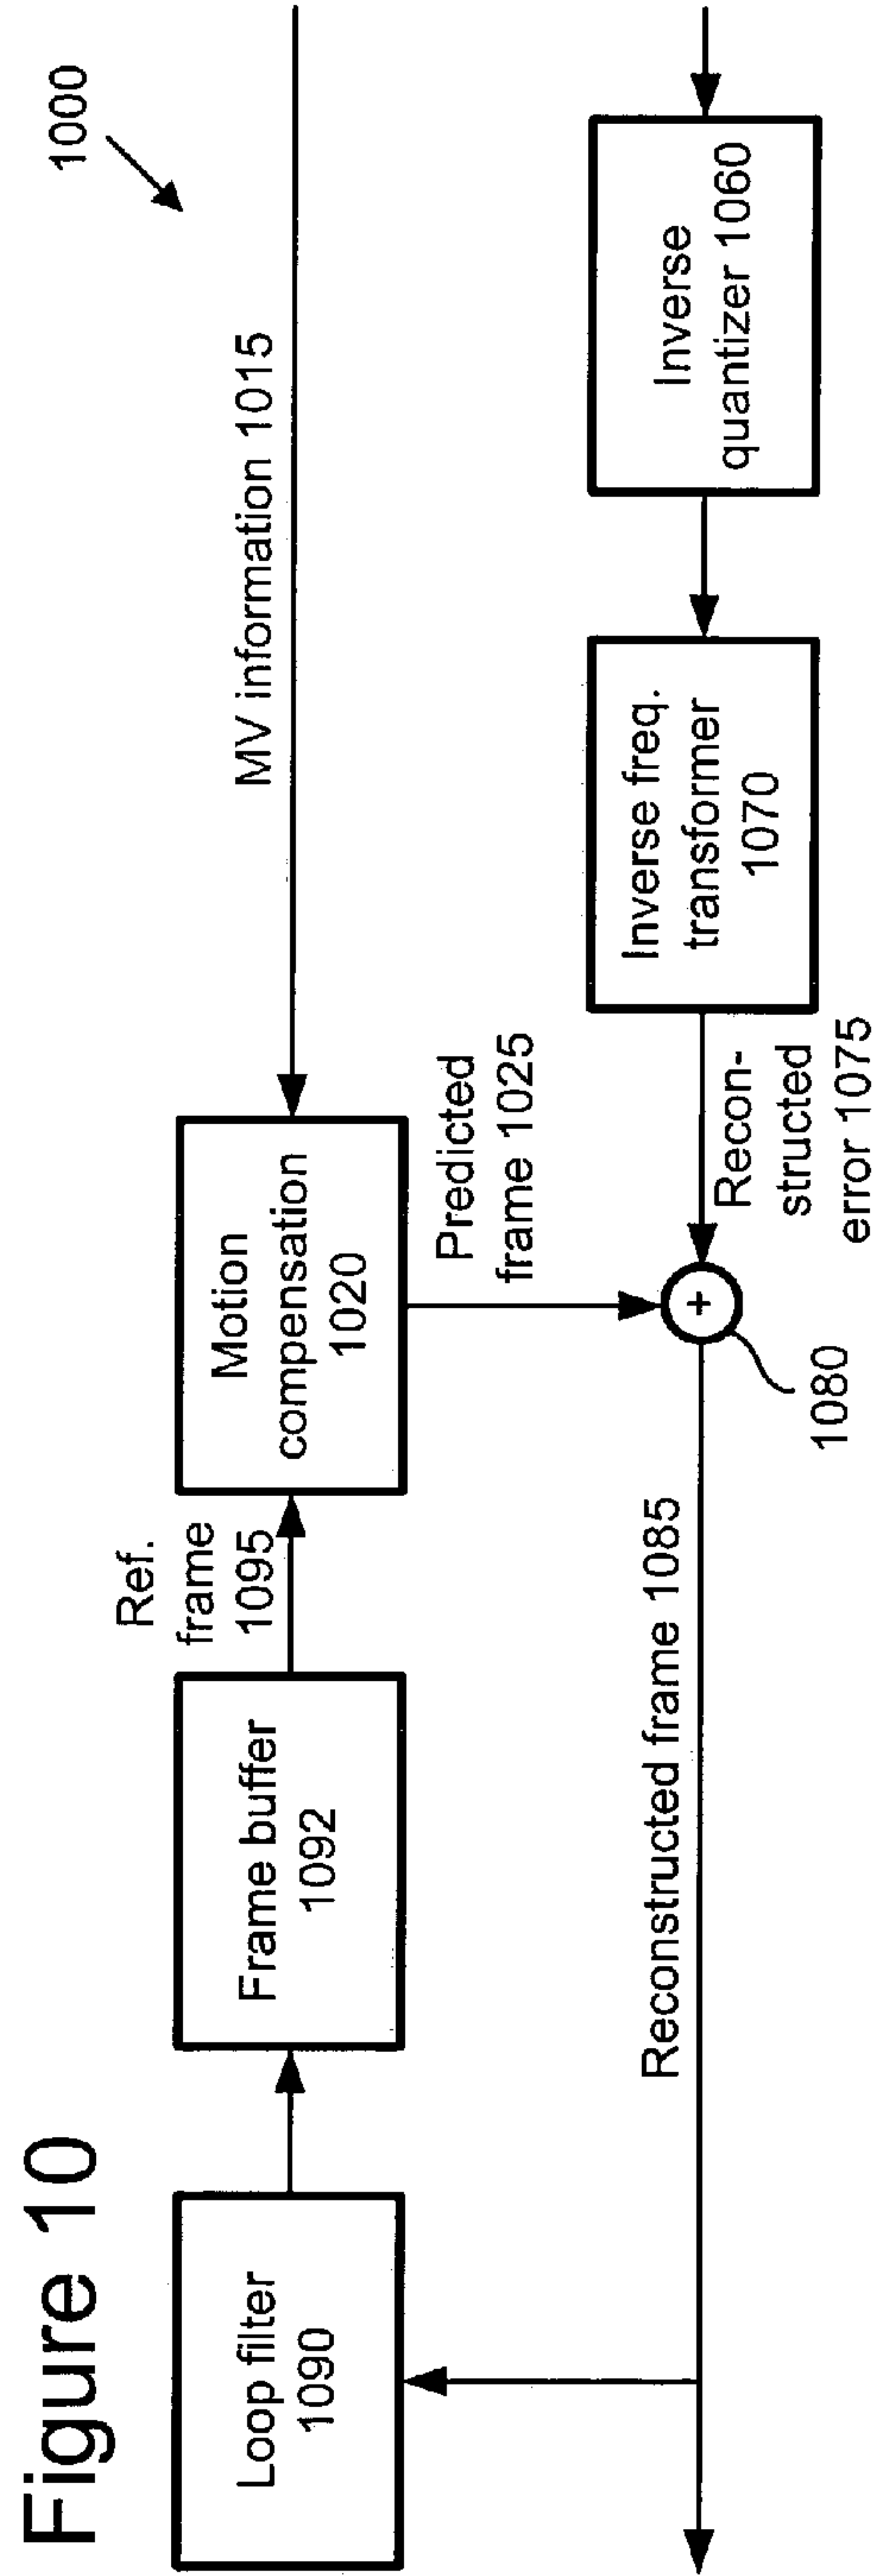 Figure 10
1000
Loop filter
1090
Frame buffer
1092
Ref.
frame
1095
Motion
compensation
1020
MV information 1015
Predicted
frame 1025
Reconstructed frame 1085
+
1080
Recon-
structed
error 1075
Inverse freq.
transformer
1070
Inverse
quantizer 1060